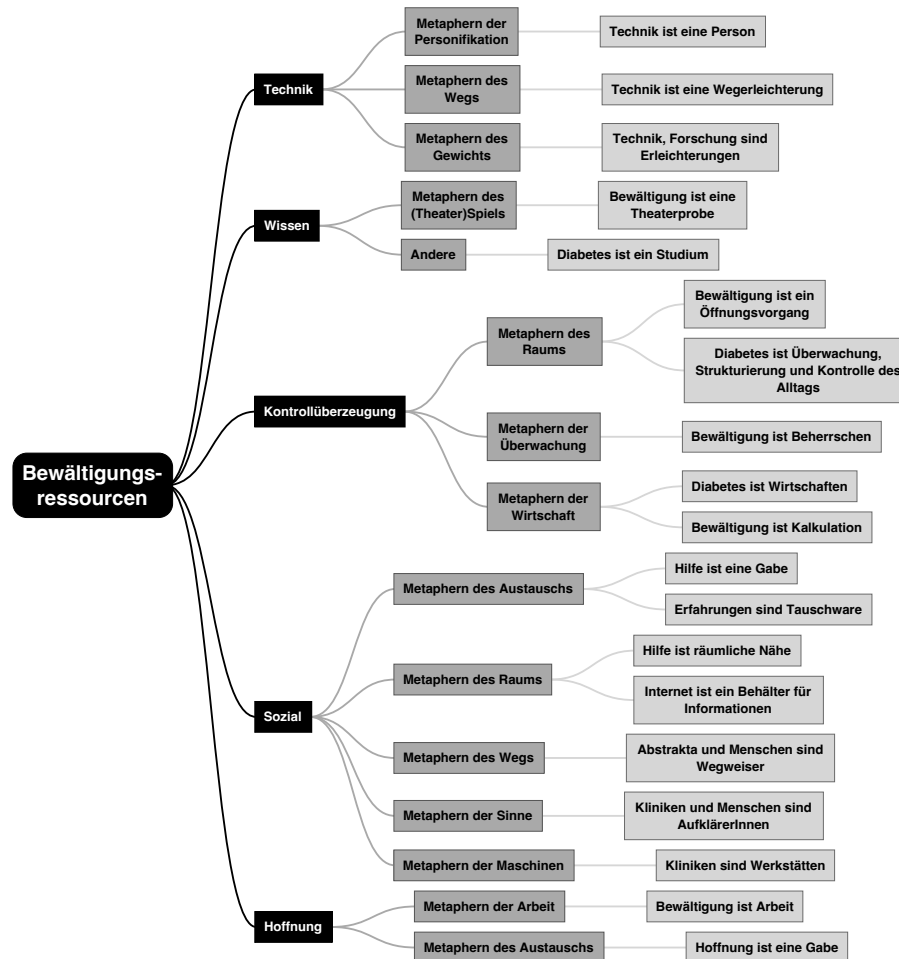 Bewältigungs-
ressourcen
Technik
Metaphern der
Personifikation
Technik ist eine Person
Metaphern des
Wegs
Technik ist eine Wegerleichterung
Metaphern des
Gewichts
Technik, Forschung sind
Erleichterungen
Wissen
Metaphern des
(Theater)Spiels
Bewältigung ist eine
Theaterprobe
Andere
Diabetes ist ein Studium
Kontrollüberzeugung
Metaphern des
Raums
Bewältigung ist ein
Öffnungsvorgang
Diabetes ist Überwachung,
Strukturierung und Kontrolle des
Alltags
Metaphern der
Überwachung
Bewältigung ist Beherrschen
Metaphern der
Wirtschaft
Diabetes ist Wirtschaften
Bewältigung ist Kalkulation
Sozial
Metaphern des Austauschs
Hilfe ist eine Gabe
Erfahrungen sind Tauschware
Metaphern des Raums
Hilfe ist räumliche Nähe
Internet ist ein Behälter für
Informationen
Metaphern des Wegs
Abstrakta und Menschen sind
Wegweiser
Metaphern der Sinne
Kliniken und Menschen sind
AufklärerInnen
Metaphern der Maschinen
Kliniken sind Werkstätten
Hoffnung
Metaphern der Arbeit
Bewältigung ist Arbeit
Metaphern des Austauschs
Hoffnung ist eine Gabe